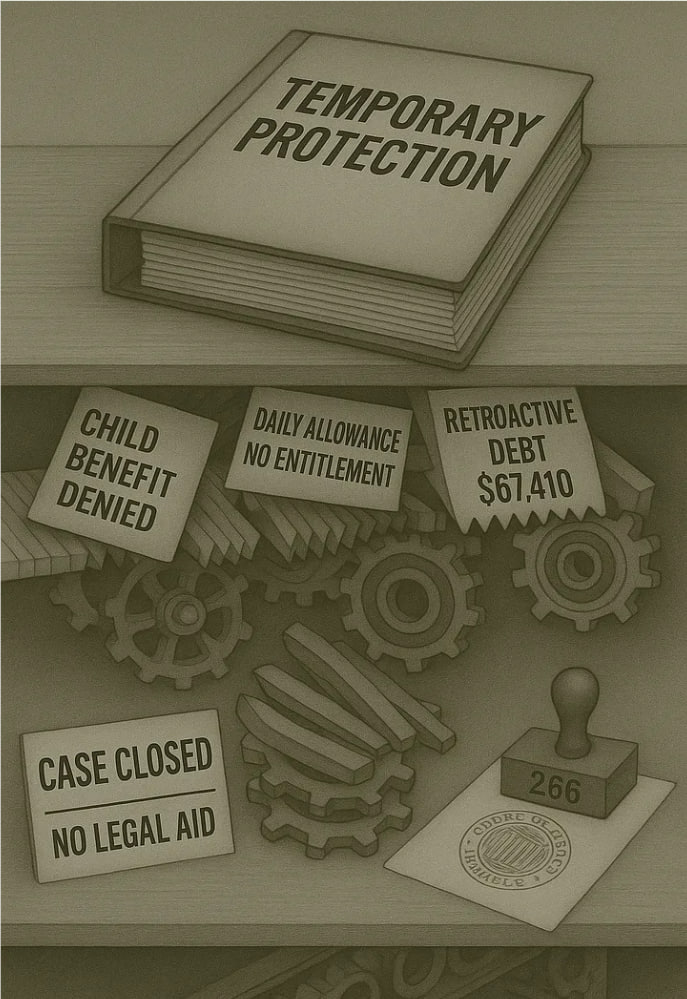 TEMPORARY
PROTECTION
CHILD
BENEFIT
DENIED
DAILY ALLOWANCE
NO ENTITLEMENT
RETROACTIVE
DEBT
$67,410
CASE CLOSED
NO LEGAL AID
266